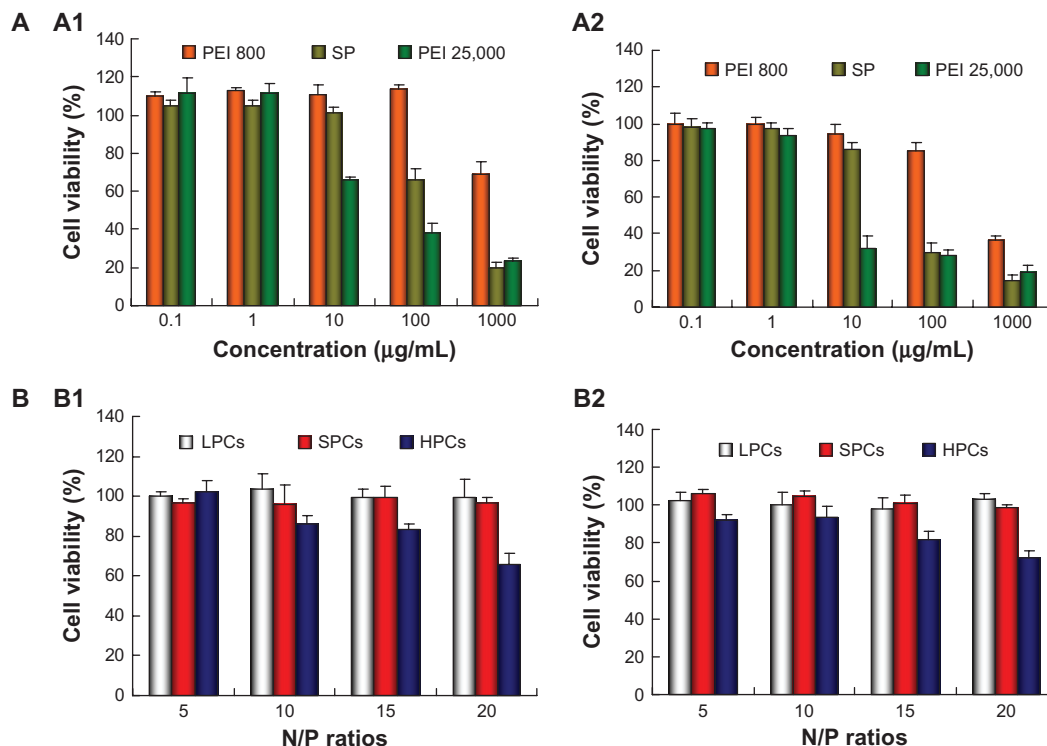 A A1
140
120
100
80
60
40
20
0
Cell viability (%)
PEI 800 SP PEI 25,000
0.1 1 10 100 1000
Concentration (µg/mL)
A2
140
120
100
80
60
40
20
0
Cell viability (%)
PEI 800 SP PEI 25,000
0.1 1 10 100 1000
Concentration (µg/mL)
B B1
140
120
100
80
60
40
20
0
Cell viability (%)
LPCs SPCs HPCs
5 10 15 20
N/P ratios
B2
140
120
100
80
60
40
20
0
Cell viability (%)
LPCs SPCs HPCs
5 10 15 20
N/P ratios